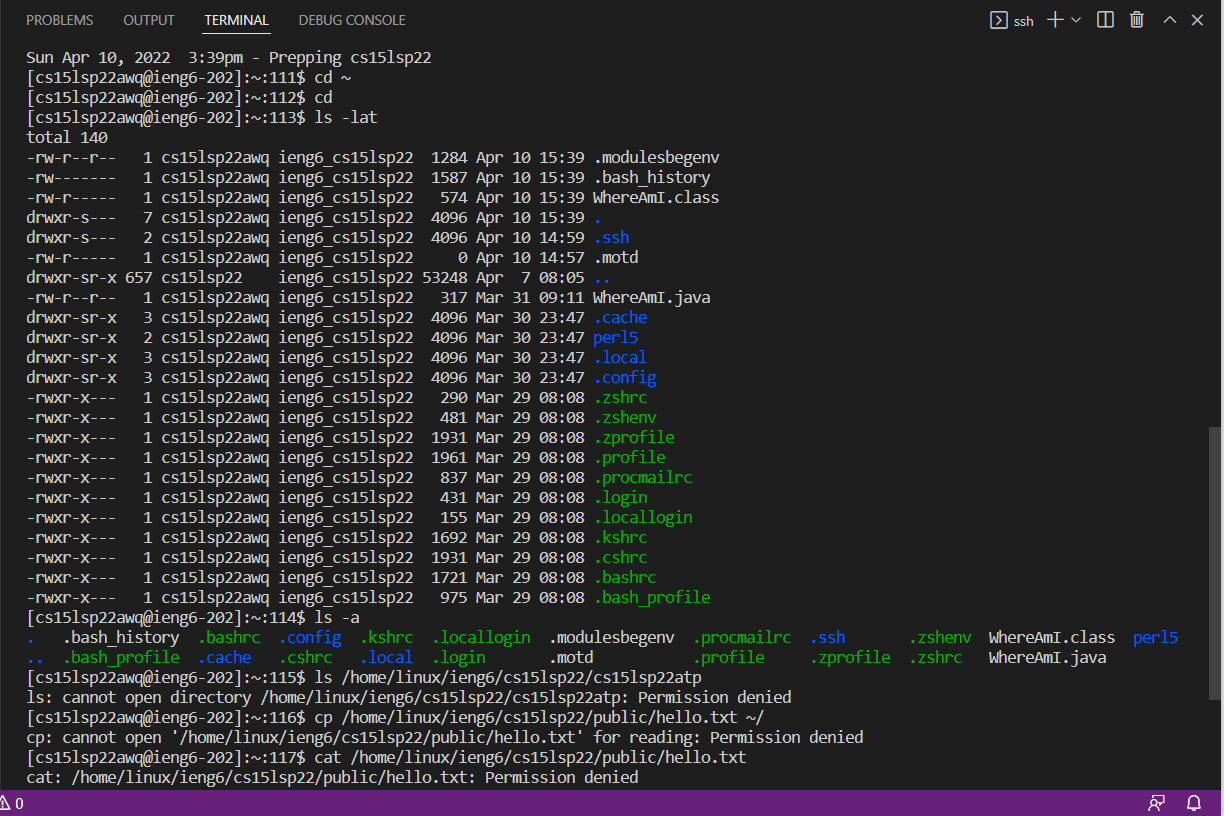 PROBLEMS OUTPUT TERMINAL DEBUG CONSOLE ssh
Sun Apr 10, 2022  3:39pm - Prepping cs15lsp22
[cs15lsp22awq@ieng6-202]:~:111$ cd ~
[cs15lsp22awq@ieng6-202]:~:112$ cd
[cs15lsp22awq@ieng6-202]:~:113$ ls -lat
total 140
-rw-r--r--   1 cs15lsp22awq ieng6_cs15lsp22  1284 Apr 10 15:39 .modulesbegenv
-rw-------   1 cs15lsp22awq ieng6_cs15lsp22  1587 Apr 10 15:39 .bash_history
-rw-r-----   1 cs15lsp22awq ieng6_cs15lsp22   574 Apr 10 15:39 WhereAmI.class
drwxr-s---   7 cs15lsp22awq ieng6_cs15lsp22  4096 Apr 10 15:39 .
drwxr-s---   2 cs15lsp22awq ieng6_cs15lsp22  4096 Apr 10 14:59 .ssh
-rw-r-----   1 cs15lsp22awq ieng6_cs15lsp22     0 Apr 10 14:57 .motd
drwxr-sr-x 657 cs15lsp22    ieng6_cs15lsp22 53248 Apr  7 08:05 ..
-rw-r--r--   1 cs15lsp22awq ieng6_cs15lsp22   317 Mar 31 09:11 WhereAmI.java
drwxr-sr-x   3 cs15lsp22awq ieng6_cs15lsp22  4096 Mar 30 23:47 .cache
drwxr-sr-x   2 cs15lsp22awq ieng6_cs15lsp22  4096 Mar 30 23:47 perl5
drwxr-sr-x   3 cs15lsp22awq ieng6_cs15lsp22  4096 Mar 30 23:47 .local
drwxr-sr-x   3 cs15lsp22awq ieng6_cs15lsp22  4096 Mar 30 23:47 .config
-rwxr-x---   1 cs15lsp22awq ieng6_cs15lsp22   290 Mar 29 08:08 .zshrc
-rwxr-x---   1 cs15lsp22awq ieng6_cs15lsp22   481 Mar 29 08:08 .zshenv
-rwxr-x---   1 cs15lsp22awq ieng6_cs15lsp22  1931 Mar 29 08:08 .zprofile
-rwxr-x---   1 cs15lsp22awq ieng6_cs15lsp22  1961 Mar 29 08:08 .profile
-rwxr-x---   1 cs15lsp22awq ieng6_cs15lsp22   837 Mar 29 08:08 .procmailrc
-rwxr-x---   1 cs15lsp22awq ieng6_cs15lsp22   431 Mar 29 08:08 .login
-rwxr-x---   1 cs15lsp22awq ieng6_cs15lsp22   155 Mar 29 08:08 .locallogin
-rwxr-x---   1 cs15lsp22awq ieng6_cs15lsp22  1692 Mar 29 08:08 .kshrc
-rwxr-x---   1 cs15lsp22awq ieng6_cs15lsp22  1931 Mar 29 08:08 .cshrc
-rwxr-x---   1 cs15lsp22awq ieng6_cs15lsp22  1721 Mar 29 08:08 .bashrc
-rwxr-x---   1 cs15lsp22awq ieng6_cs15lsp22   975 Mar 29 08:08 .bash_profile
[cs15lsp22awq@ieng6-202]:~:114$ ls -a
.   .bash_history  .bashrc  .config  .kshrc  .locallogin  .modulesbegenv  .procmailrc  .ssh       .zshenv  WhereAmI.class  perl5
..  .bash_profile  .cache   .cshrc   .local  .login       .motd           .profile     .zprofile  .zshrc   WhereAmI.java
[cs15lsp22awq@ieng6-202]:~:115$ ls /home/linux/ieng6/cs15lsp22/cs15lsp22atp
ls: cannot open directory /home/linux/ieng6/cs15lsp22/cs15lsp22atp: Permission denied
[cs15lsp22awq@ieng6-202]:~:116$ cp /home/linux/ieng6/cs15lsp22/public/hello.txt ~/
cp: cannot open '/home/linux/ieng6/cs15lsp22/public/hello.txt' for reading: Permission denied
[cs15lsp22awq@ieng6-202]:~:117$ cat /home/linux/ieng6/cs15lsp22/public/hello.txt
cat: /home/linux/ieng6/cs15lsp22/public/hello.txt: Permission denied
0